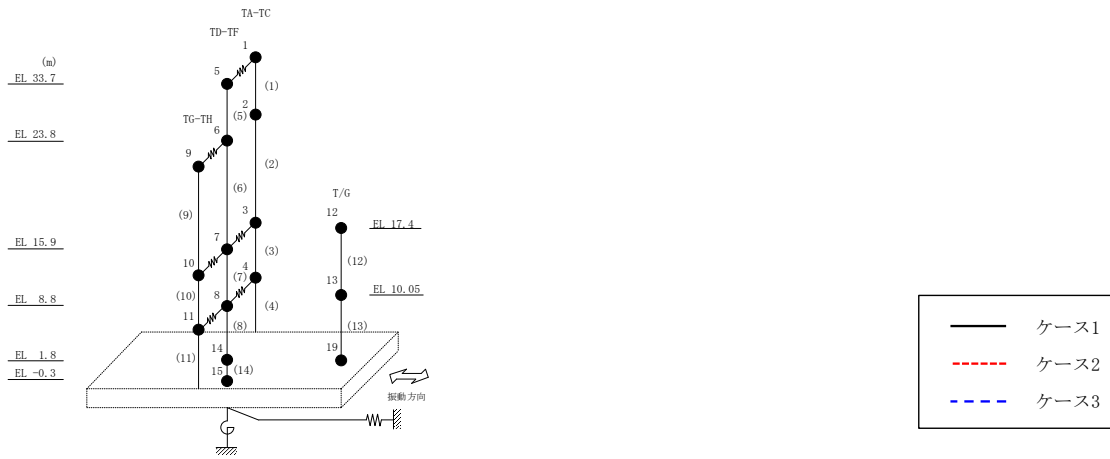 TA-TC
TD-TF
1
(m)
5
EL 33.7
(1)
2
(5)
TG-TH
6
EL 23.8
9
(2)
(6)
T/G
(9)
3
12
EL 17.4
7
EL 15.9
(3)
(12)
10
4
13
(7)
EL 10.05
(10)
8
EL 8.8
(4)
11
(8)
(13)
14
19
EL 1.8
(11)
15
(14)
EL -0.3
振動方向
ケース1
ケース2
ケース3